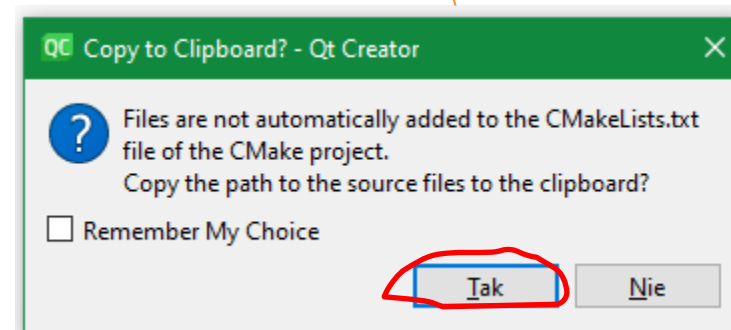 QC Copy to Clipboard? - Qt Creator
Files are not automatically added to the CMakeLists.txt
file of the CMake project.
Copy the path to the source files to the clipboard?
Remember My Choice
Tak Nie